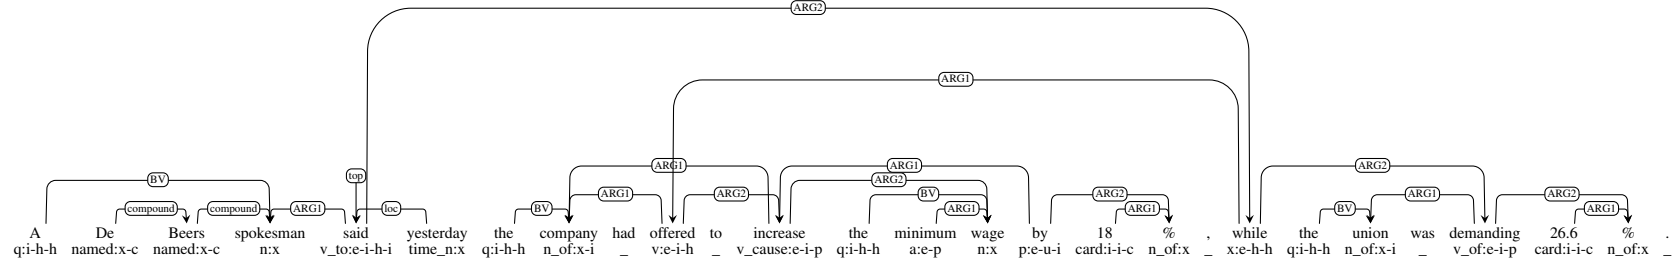 ARG2
ARG1
ARG1 ARG1 ARG2
top
BV ARG2
ARG1 ARG2 BV ARG2 ARG1 ARG2
compound compound ARG1 loc BV ARG1 ARG1 BV ARG1
A De Beers spokesman said yesterday the company had offered to increase the minimum wage by 18 % , while the union was demanding 26.6 % .
q:i-h-h named:x-c named:x-c n:x v_to:e-i-h-i time_n:x q:i-h-h n_of:x-i _ v:e-i-h _ v_cause:e-i-p q:i-h-h a:e-p n:x p:e-u-i card:i-i-c n_of:x _ x:e-h-h q:i-h-h n_of:x-i _ v_of:e-i-p card:i-i-c n_of:x _